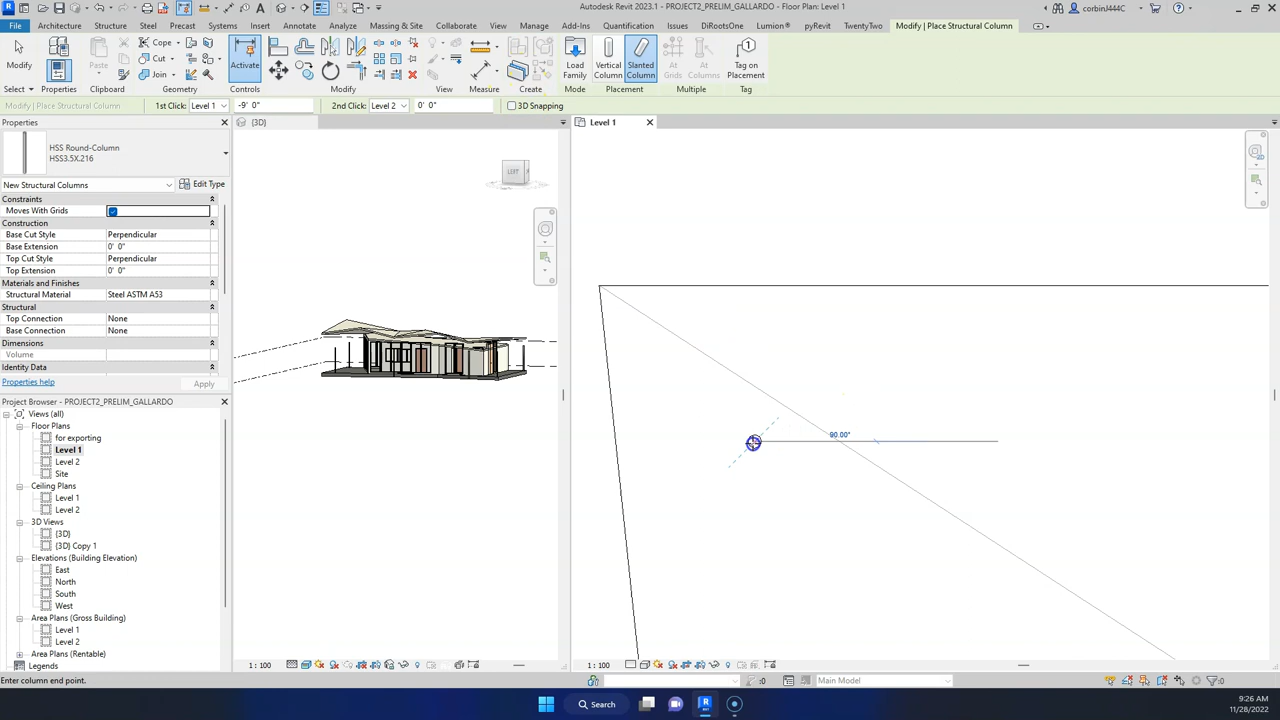 Autodesk Revit 2023.1 - PROJECT2_PRELIM_GALLARDO - Floor Plan: Level 1
corbinJ444C
File Architecture Structure Steel Precast Systems Insert Annotate Analyze Massing & Site Collaborate View Manage Add-Ins Quantification Issues DiRootsOne Lumion® pyRevit TwentyTwo Modify | Place Structural Column
Cope
Cut
Join
Modify
Properties
Paste
Activate
Load Family
Vertical Column
Slanted Column
At Grids
At Columns
Tag on Placement
Select Properties Clipboard Geometry Controls Modify View Measure Create Mode Placement Multiple Tag
Modify | Place Structural Column 1st Click: Level 1 -9' 0" 2nd Click: Level 2 0' 0" 3D Snapping
Properties
{3D}
Level 1
HSS Round-Column
HSS3.5X.216
LEFT
2D
New Structural Columns Edit Type
Constraints
Moves With Grids
Construction
Base Cut Style Perpendicular
Base Extension 0' 0"
Top Cut Style Perpendicular
Top Extension 0' 0"
Materials and Finishes
Structural Material Steel ASTM A53
Structural
Top Connection None
Base Connection None
Dimensions
Volume
Identity Data
Properties help Apply
90.00°
Project Browser - PROJECT2_PRELIM_GALLARDO
Views (all)
Floor Plans
for exporting
Level 1
Level 2
Site
Ceiling Plans
Level 1
Level 2
3D Views
{3D}
{3D} Copy 1
Elevations (Building Elevation)
East
North
South
West
Area Plans (Gross Building)
Level 1
Level 2
Area Plans (Rentable)
Legends
1 : 100
1 : 100
Enter column end point.
:0
Main Model
:0
Search
9:26 AM
11/28/2022